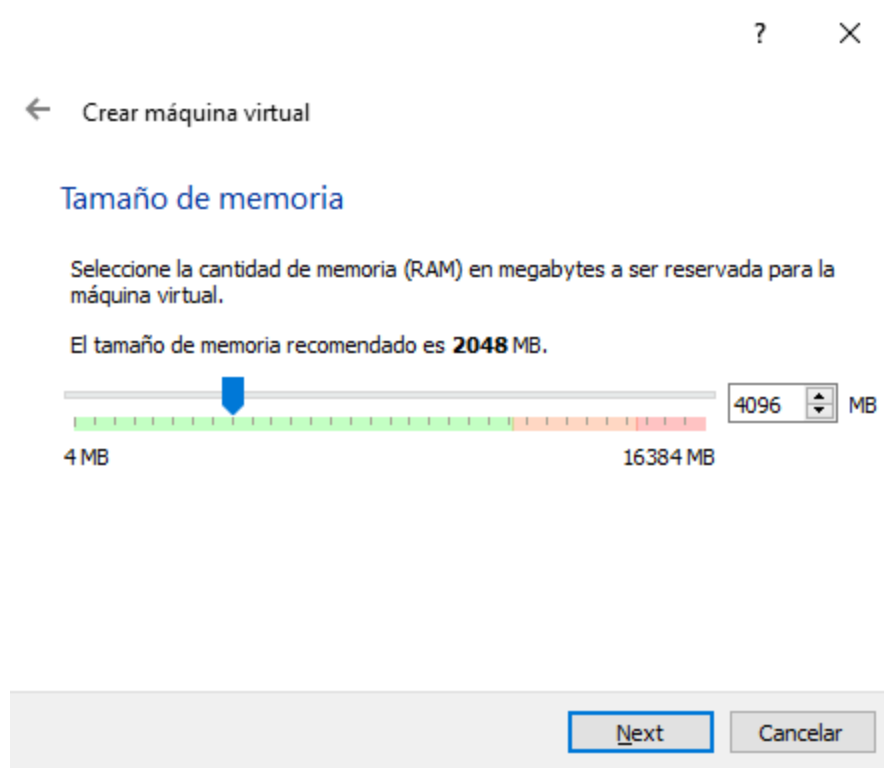 ?
Crear máquina virtual
Tamaño de memoria
Seleccione la cantidad de memoria (RAM) en megabytes a ser reservada para la
máquina virtual.
El tamaño de memoria recomendado es 2048 MB.
4096 MB
4 MB 16384 MB
Next Cancelar